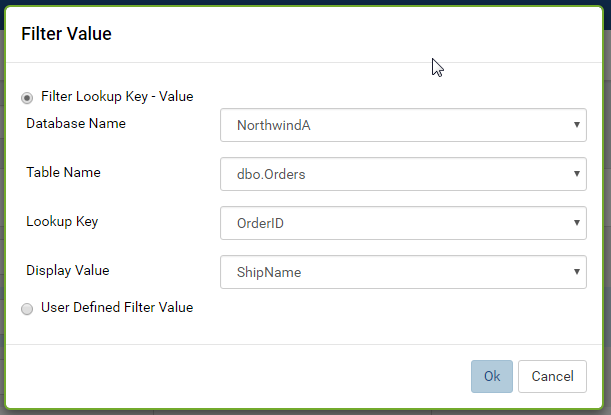 Filter Value
Filter Lookup Key - Value
Database Name NorthwindA
Table Name dbo.Orders
Lookup Key OrderID
Display Value ShipName
User Defined Filter Value
Ok Cancel